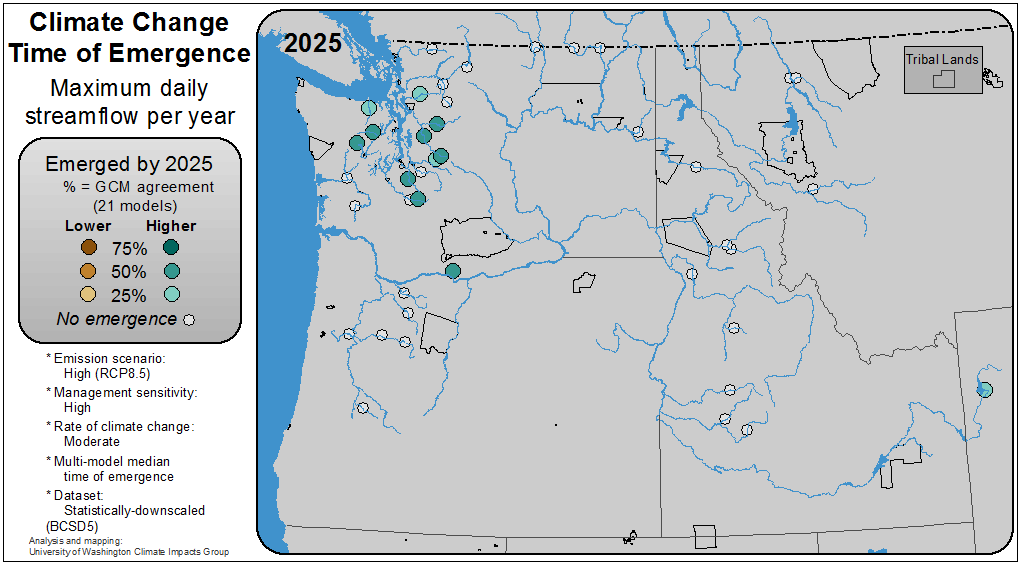 Climate Change
Time of Emergence
Maximum daily
streamflow per year
Emerged by 2025
% = GCM agreement
(21 models)
Lower Higher
75%
50%
25%
No emergence
* Emission scenario:
High (RCP8.5)
* Management sensitivity:
High
* Rate of climate change:
Moderate
* Multi-model median
time of emergence
* Dataset:
Statistically-downscaled
(BCSD5)
Analysis and mapping:
University of Washington Climate Impacts Group
2025
Tribal Lands